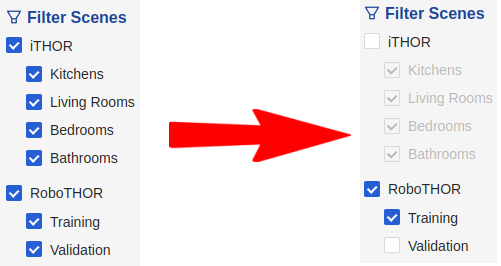 Filter Scenes
iTHOR
Kitchens
Living Rooms
Bedrooms
Bathrooms
RoboTHOR
Training
Validation
Filter Scenes
iTHOR
Kitchens
Living Rooms
Bedrooms
Bathrooms
RoboTHOR
Training
Validation